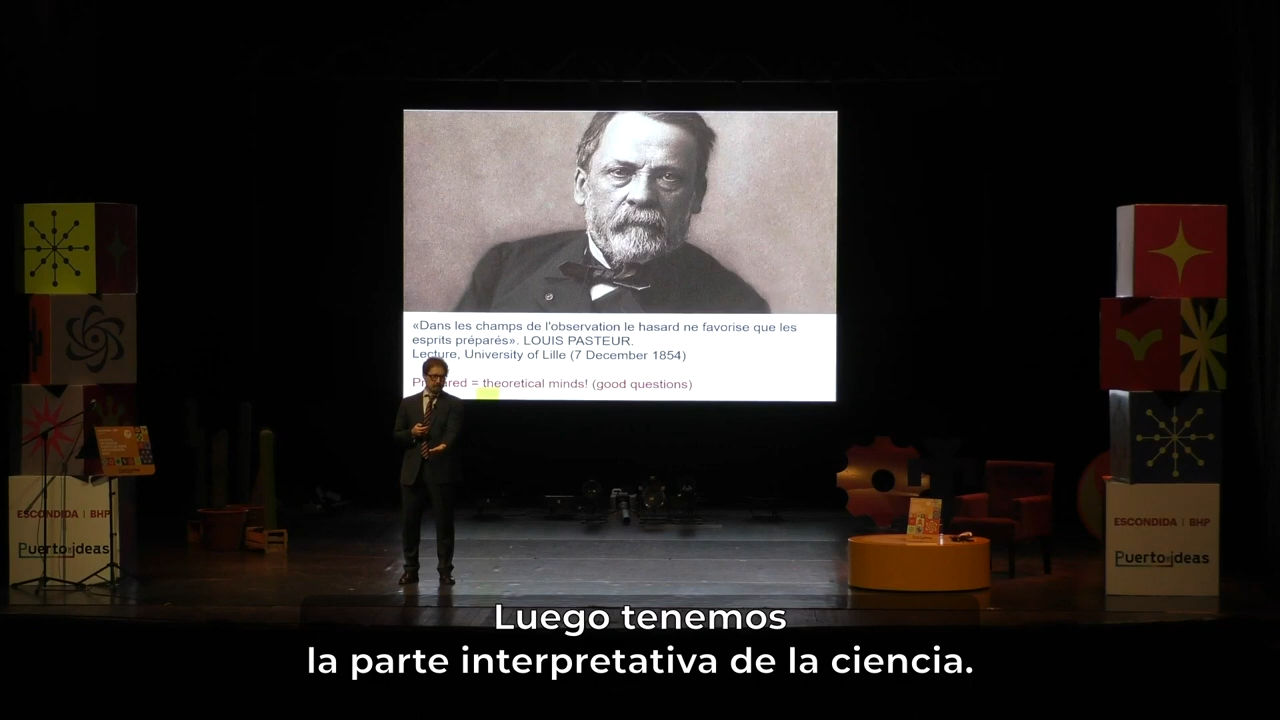 «Dans les champs de l'observation le hasard ne favorise que les
esprits préparés». LOUIS PASTEUR.
Lecture, University of Lille (7 December 1854)
= theoretical minds! (good questions)
ESCONDIDA | BHP
Puerto de ideas
ESCONDIDA | BHP
Puerto de ideas
Luego tenemos
la parte interpretativa de la ciencia.